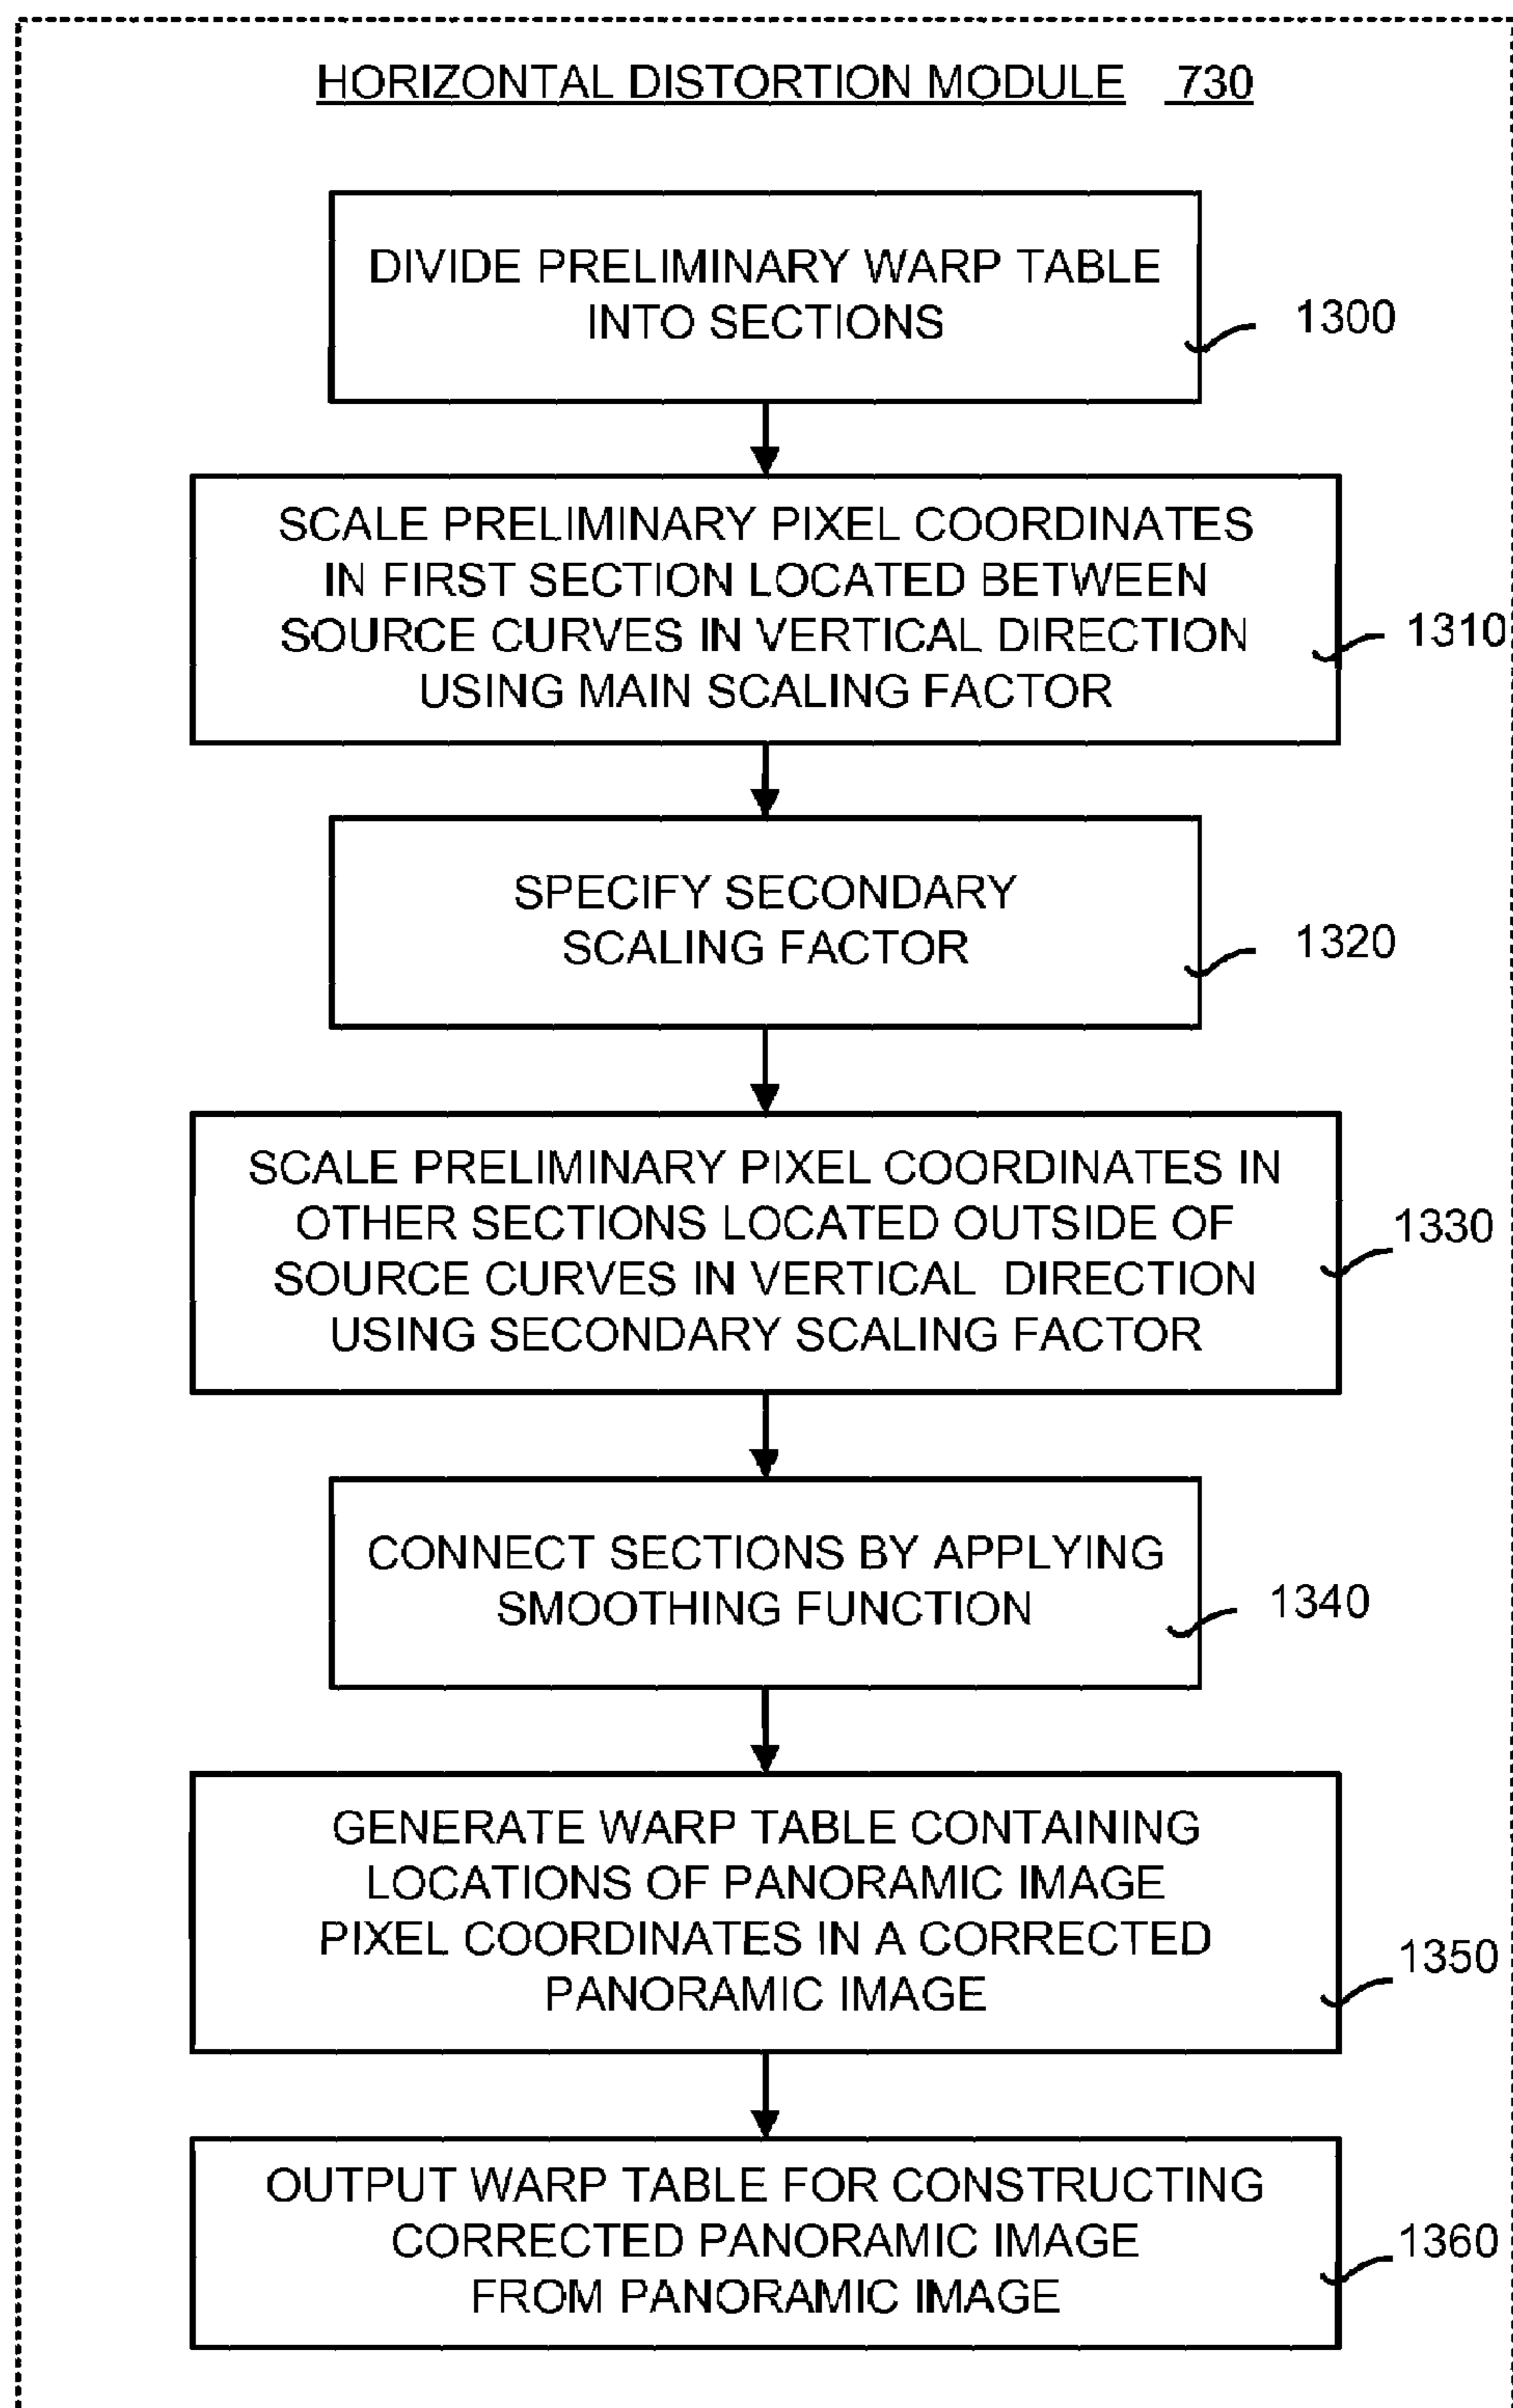 HORIZONTAL DISTORTION MODULE 730
DIVIDE PRELIMINARY WARP TABLE
INTO SECTIONS
1300
SCALE PRELIMINARY PIXEL COORDINATES
IN FIRST SECTION LOCATED BETWEEN
SOURCE CURVES IN VERTICAL DIRECTION
USING MAIN SCALING FACTOR
1310
SPECIFY SECONDARY
SCALING FACTOR
1320
SCALE PRELIMINARY PIXEL COORDINATES IN
OTHER SECTIONS LOCATED OUTSIDE OF
SOURCE CURVES IN VERTICAL DIRECTION
USING SECONDARY SCALING FACTOR
1330
CONNECT SECTIONS BY APPLYING
SMOOTHING FUNCTION
1340
GENERATE WARP TABLE CONTAINING
LOCATIONS OF PANORAMIC IMAGE
PIXEL COORDINATES IN A CORRECTED
PANORAMIC IMAGE
1350
OUTPUT WARP TABLE FOR CONSTRUCTING
CORRECTED PANORAMIC IMAGE
FROM PANORAMIC IMAGE
1360